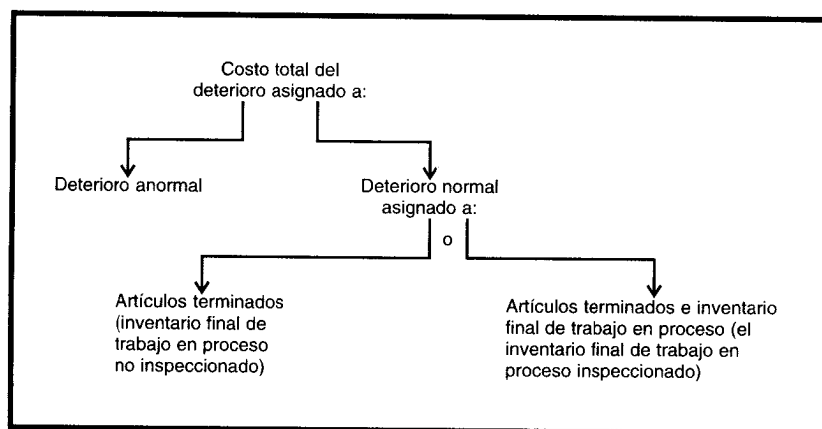 Costo total del
deterioro asignado a:
Deterioro anormal
Deterioro normal
asignado a:
o
Artículos terminados
(inventario final de
trabajo en proceso
no inspeccionado)
Artículos terminados e inventario
final de trabajo en proceso (el
inventario final de trabajo en
proceso inspeccionado)